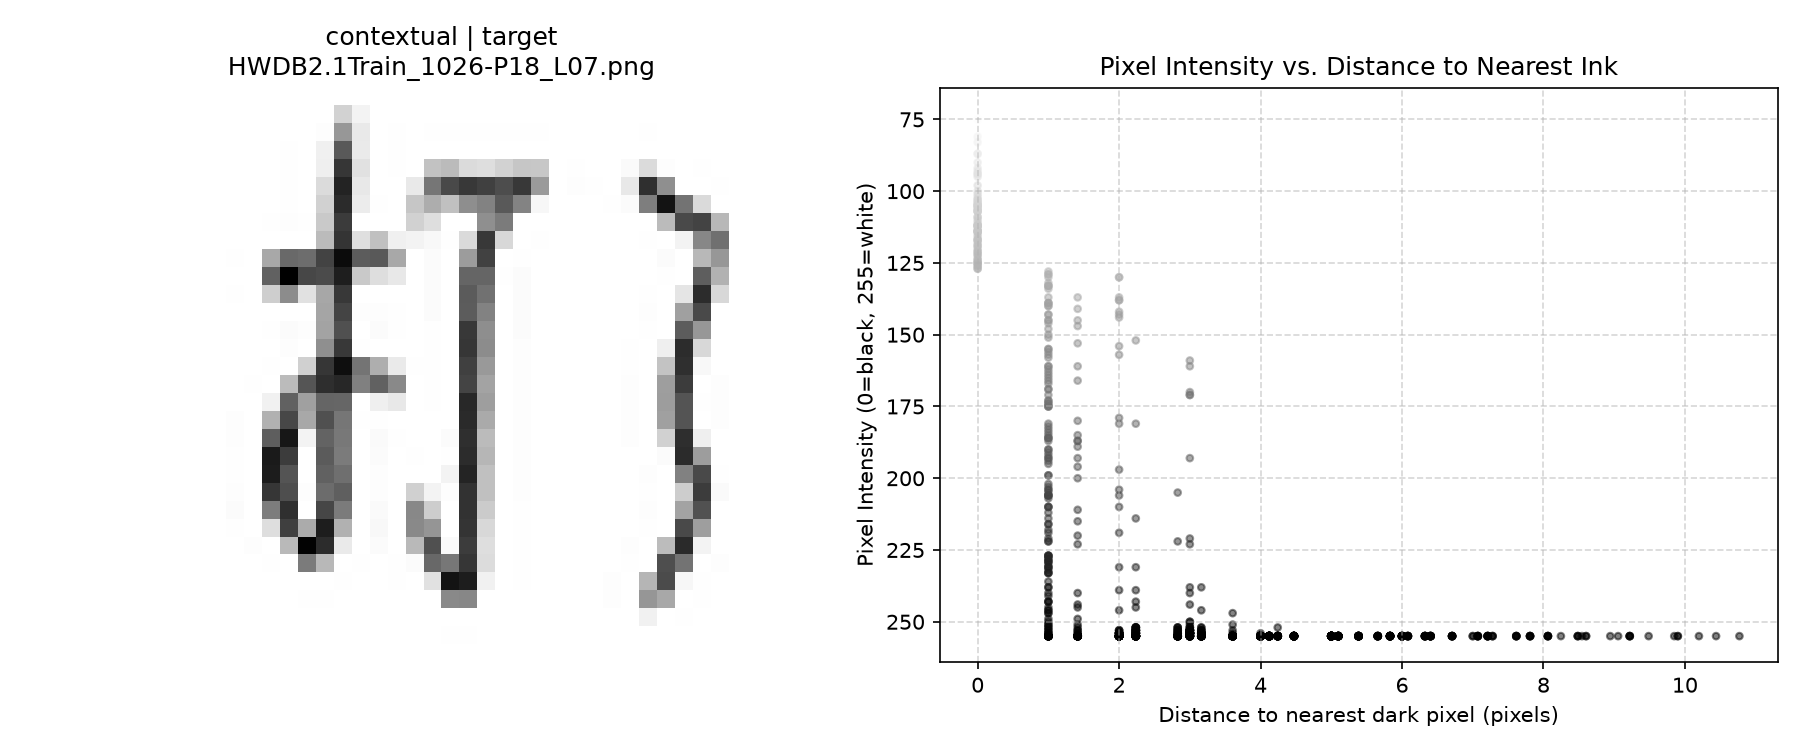 contextual | target
HWDB2.1Train_1026-P18_L07.png
Pixel Intensity vs. Distance to Nearest Ink
Pixel Intensity (0=black, 255=white)
75
100
125
150
175
200
225
250
0 2 4 6 8 10
Distance to nearest dark pixel (pixels)